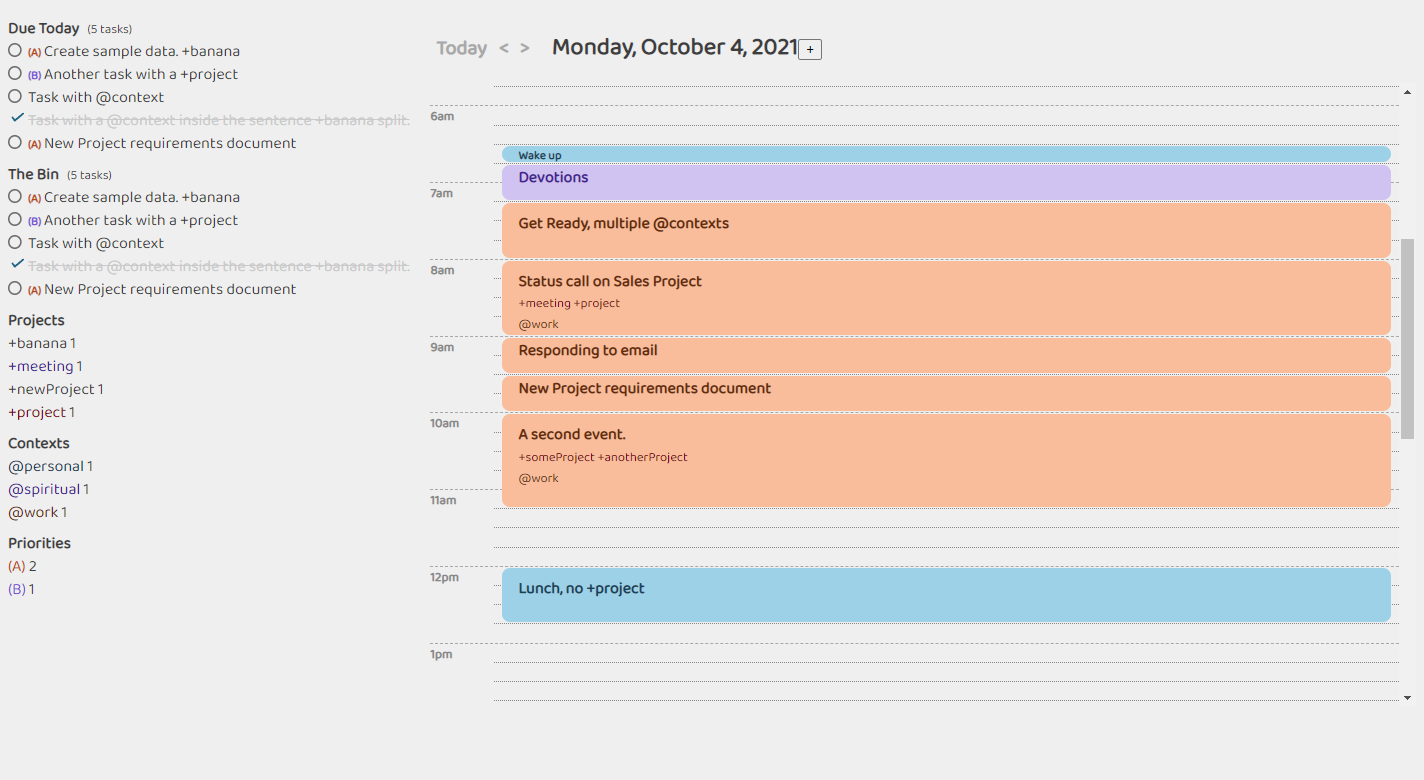 Due Today (5 tasks)
(A) Create sample data. +banana
(B) Another task with a +project
Task with @context
Task with a @context inside the sentence +banana split.
(A) New Project requirements document
The Bin (5 tasks)
(A) Create sample data. +banana
(B) Another task with a +project
Task with @context
Task with a @context inside the sentence +banana split.
(A) New Project requirements document
Projects
+banana 1
+meeting 1
+newProject 1
+project 1
Contexts
@personal 1
@spiritual 1
@work 1
Priorities
(A) 2
(B) 1
Today < > Monday, October 4, 2021 +
6am
Wake up
Devotions
7am
Get Ready, multiple @contexts
8am
Status call on Sales Project
+meeting +project
@work
9am
Responding to email
New Project requirements document
10am
A second event.
+someProject +anotherProject
@work
11am
12pm
Lunch, no +project
1pm